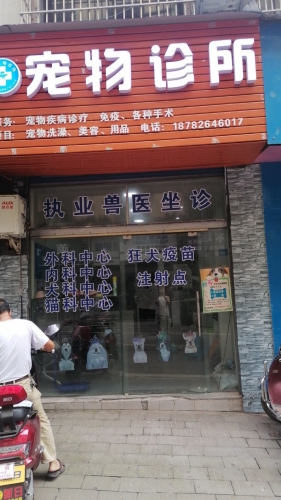 宠物诊所
务: 宠物疾病诊疗 免疫、各种手术
目: 宠物洗澡、美容、用品 电话: 18782646017
执业兽医坐诊
外科中心
内科中心
犬科中心
猫科中心
狂犬疫苗
注射点
AUX